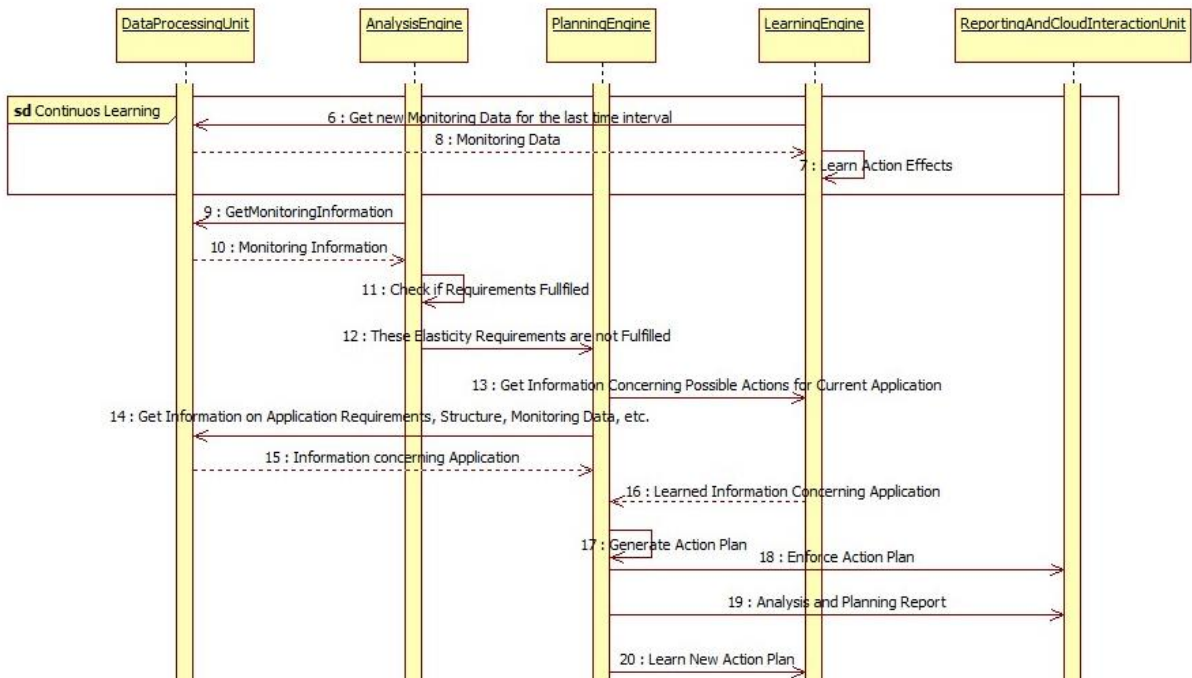 DataProcessingUnit
AnalysisEngine
PlanningEngine
LearningEngine
ReportingAndCloudInteractionUnit
sd Continuos Learning
6 : Get new Monitoring Data for the last time interval
8 : Monitoring Data
7 : Learn Action Effects
9 : GetMonitoringInformation
10 : Monitoring Information
11 : Check if Requirements Fullfiled
12 : These Elasticity Requirements are not Fulfilled
13 : Get Information Concerning Possible Actions for Current Application
14 : Get Information on Application Requirements, Structure, Monitoring Data, etc.
15 : Information concerning Application
16 : Learned Information Concerning Application
17 : Generate Action Plan
18 : Enforce Action Plan
19 : Analysis and Planning Report
20 : Learn New Action Plan